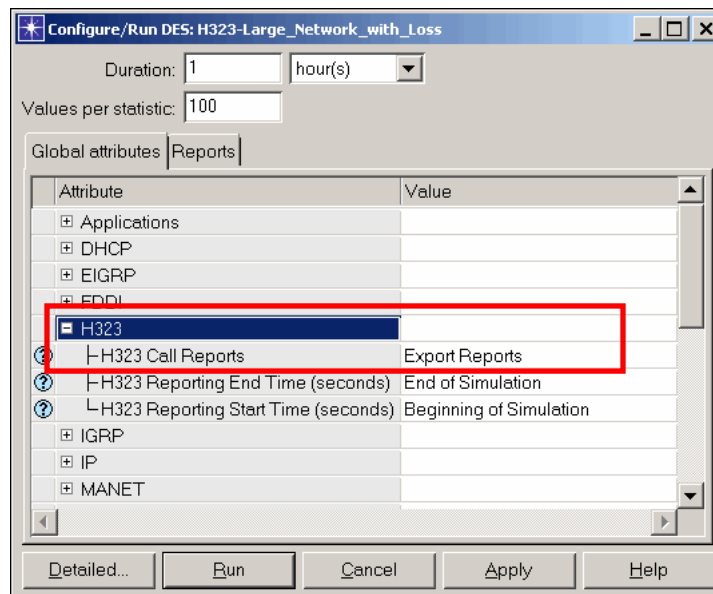 Configure/Run DES: H323-Large_Network_with_Loss
Duration: 1 hour(s)
Values per statistic: 100
Global attributes Reports
Attribute Value
Applications
DHCP
EIGRP
FDDI
H323
H323 Call Reports Export Reports
H323 Reporting End Time (seconds) End of Simulation
H323 Reporting Start Time (seconds) Beginning of Simulation
IGRP
IP
MANET
Detailed... Run Cancel Apply Help